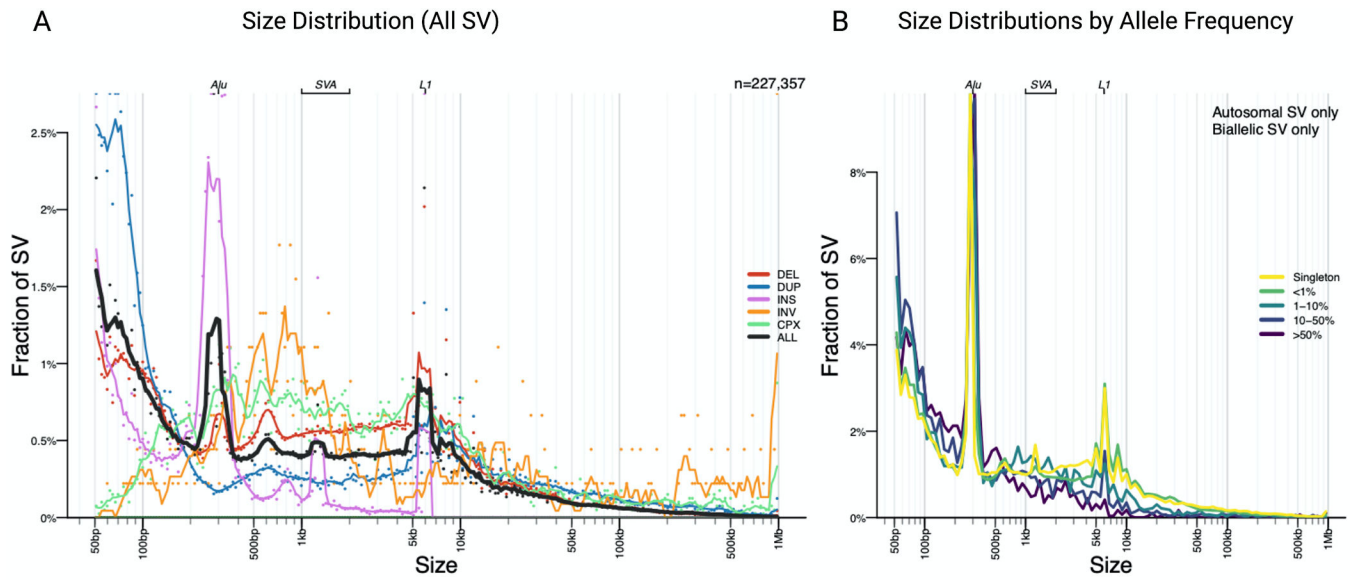 A
Size Distribution (All SV)
Alu
SVA
L1
n=227,357
Fraction of SV
2.5%
2%
1.5%
1%
0.5%
0%
DEL
DUP
INS
INV
CPX
ALL
50bp
100bp
500bp
1kb
5kb
10kb
50kb
100kb
500kb
1Mb
Size
B
Size Distributions by Allele Frequency
Alu
SVA
L1
Autosomal SV only
Biallelic SV only
Fraction of SV
8%
6%
4%
2%
0%
Singleton
<1%
1–10%
10–50%
>50%
50bp
100bp
500bp
1kb
5kb
10kb
50kb
100kb
500kb
1Mb
Size